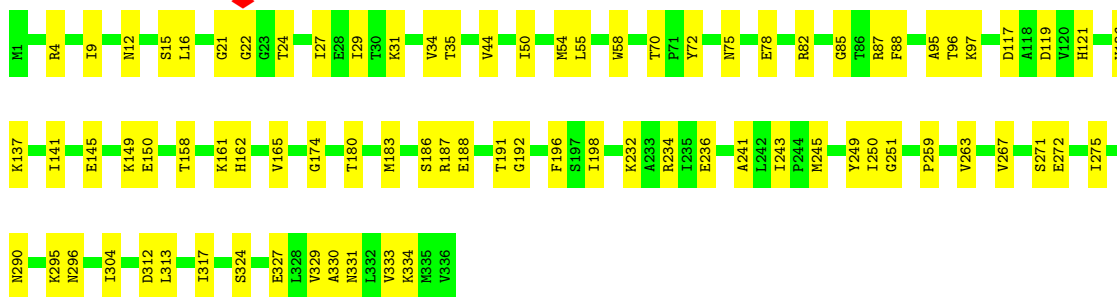 M1 R4 I9 N12 S15 L16 G21 G22 G23 T24 I27 E28 I29 T30 K31 V34 T35 V44 I50 M54 L55 W58 T70 P71 Y72 N75 E78 R82 G85 T86 R87 F88 A95 T96 K97 D117 A118 D119 V120 H121
K137 I141 E145 K149 E150 T158 K161 H162 V165 G174 T180 M183 S186 R187 E188 T191 G192 F196 S197 I198 K232 A233 R234 I235 E236 A241 L242 I243 P244 M245 Y249 I250 G251 P259 V263 V267 S271 E272 I275
N290 K295 N296 I304 D312 L313 I317 S324 E327 L328 V329 A330 N331 L332 V333 K334 M335 V336